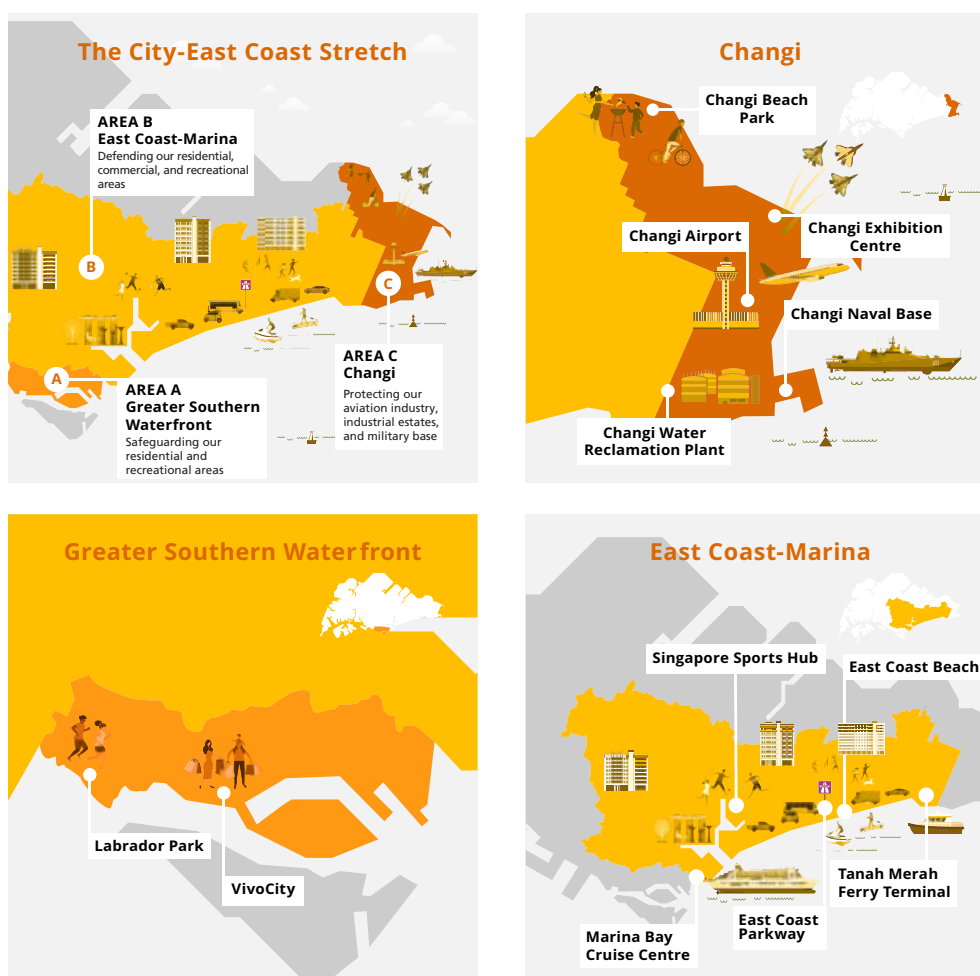 The City-East Coast Stretch
AREA B
East Coast-Marina
Defending our residential,
commercial, and recreational
areas
B
C
A
AREA A
Greater Southern
Waterfront
Safeguarding our
residential and
recreational areas
AREA C
Changi
Protecting our
aviation industry,
industrial estates,
and military base
Changi
Changi Beach
Park
Changi Airport
Changi Exhibition
Centre
Changi Naval Base
Changi Water
Reclamation Plant
Greater Southern Waterfront
Labrador Park
VivoCity
East Coast-Marina
Singapore Sports Hub
East Coast Beach
Tanah Merah
Ferry Terminal
East Coast
Parkway
Marina Bay
Cruise Centre